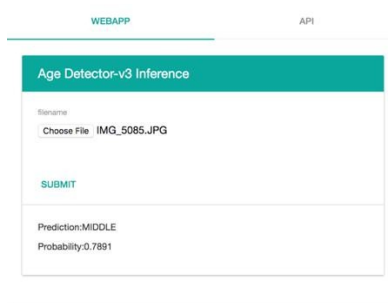 WEBAPP API
Age Detector-v3 Inference
filename
Choose File IMG_5085.JPG
SUBMIT
Prediction:MIDDLE
Probability:0.7891